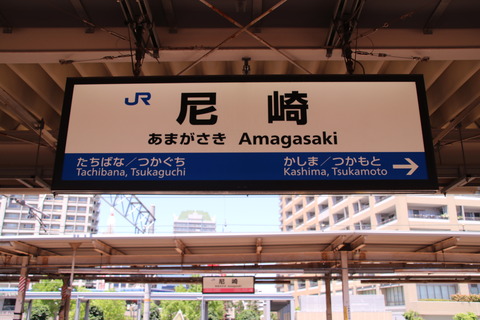 JR
尼崎
あまがさき Amagasaki
たちばな／つかぐち
Tachibana, Tsukaguchi
かしま／つかもと
Kashima, Tsukamoto
尼崎